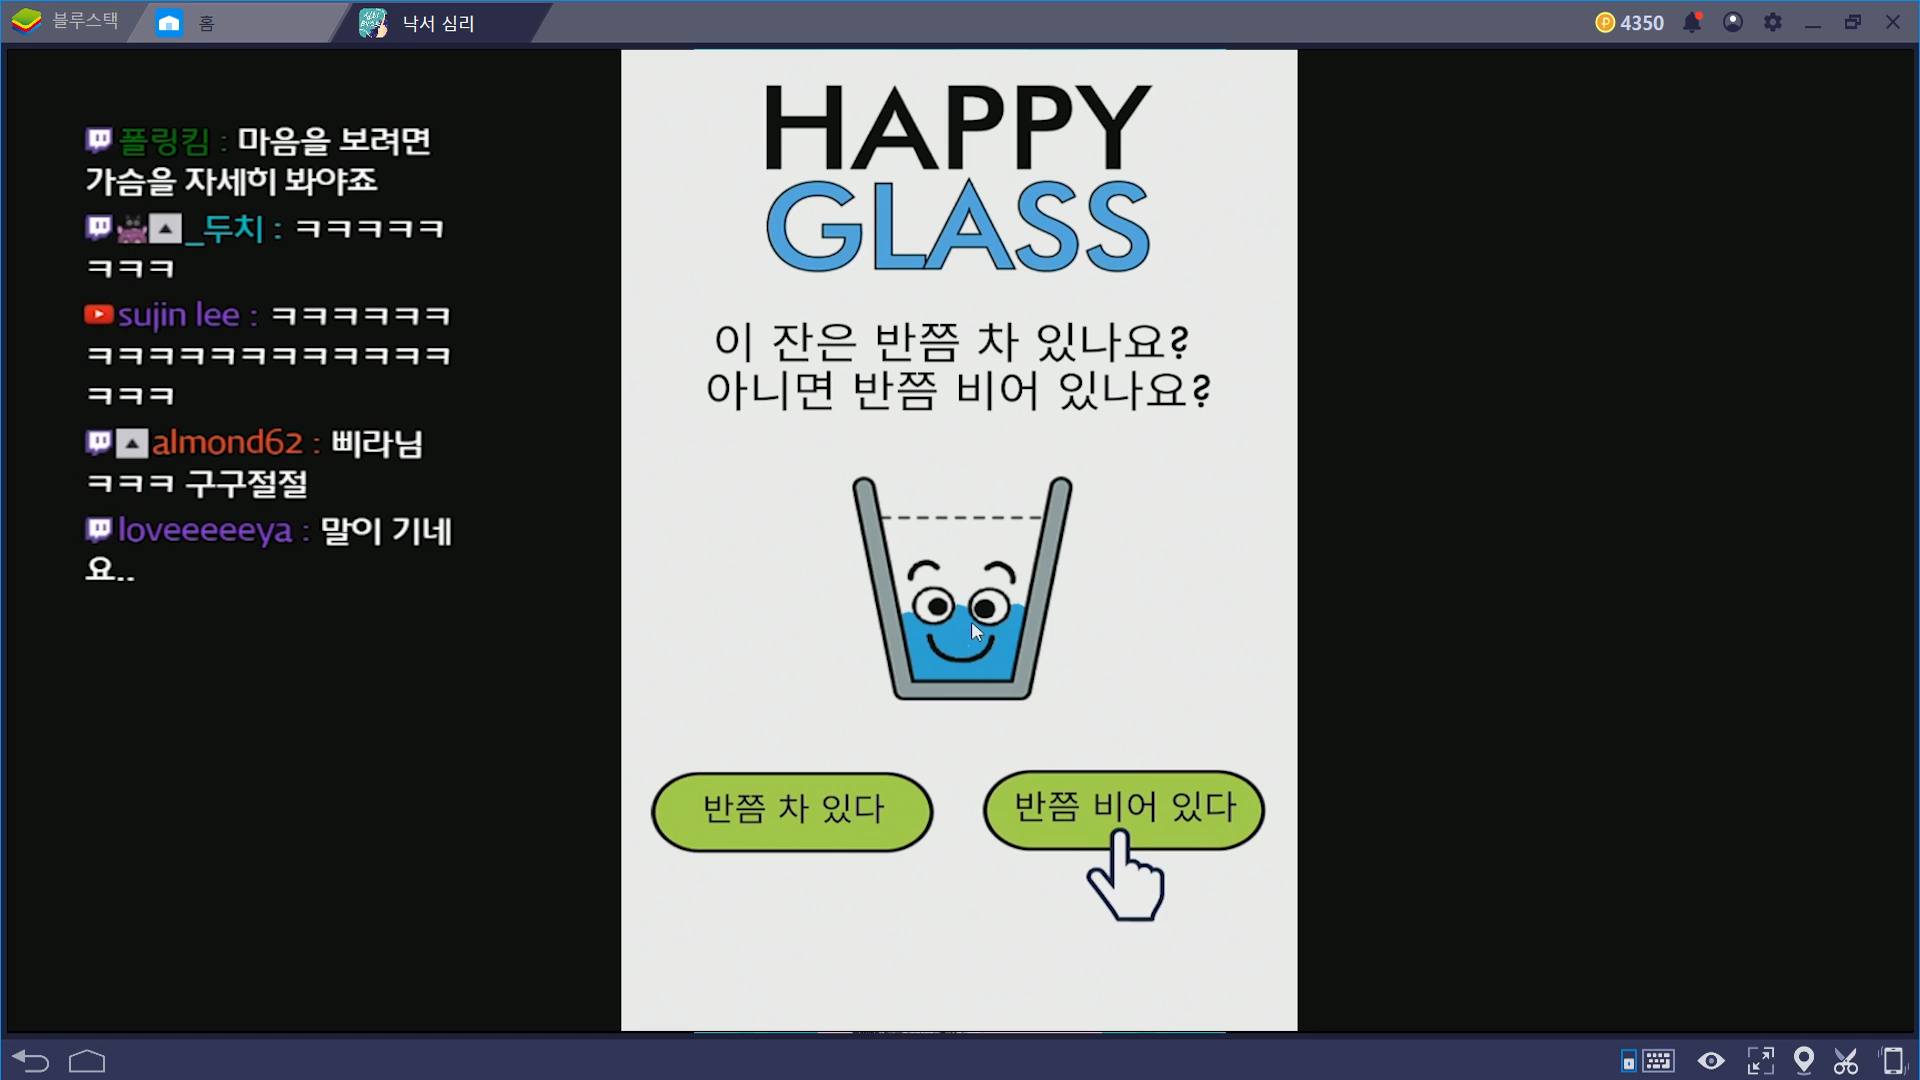 블루스택
홈
낙서 심리
4350
플링킴 : 마음을 보려면
가슴을 자세히 봐야죠
_두치 : ㅋㅋㅋㅋㅋ
ㅋㅋㅋ
sujin lee : ㅋㅋㅋㅋㅋㅋ
ㅋㅋㅋㅋㅋㅋㅋㅋㅋㅋㅋㅋ
ㅋㅋㅋ
almond62 : 삐라님
ㅋㅋㅋ 구구절절
loveeeeeya : 말이 기네
요..
HAPPY
GLASS
이 잔은 반쯤 차 있나요?
아니면 반쯤 비어 있나요?
반쯤 차 있다
반쯤 비어 있다